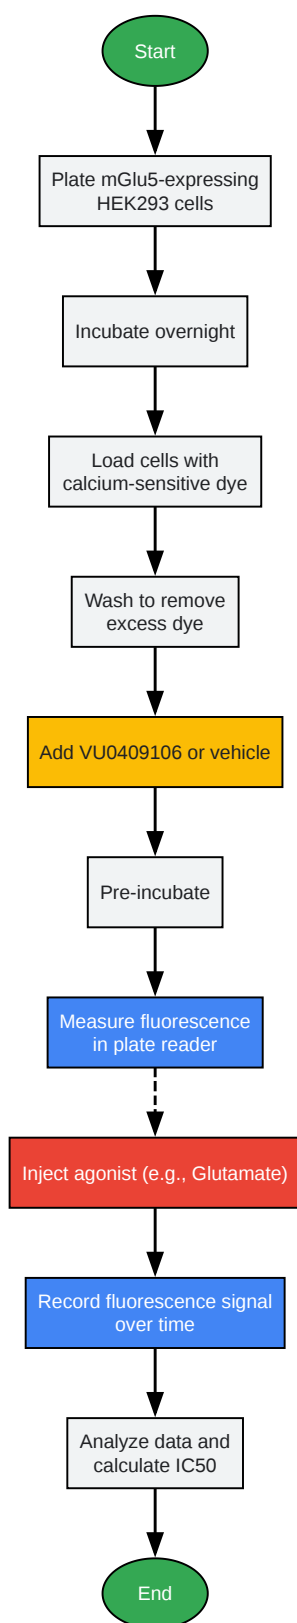 Start
Plate mGlu5-expressing
HEK293 cells
Incubate overnight
Load cells with
calcium-sensitive dye
Wash to remove
excess dye
Add VU0409106 or vehicle
Pre-incubate
Measure fluorescence
in plate reader
Inject agonist (e.g., Glutamate)
Record fluorescence signal
over time
Analyze data and
calculate IC50
End